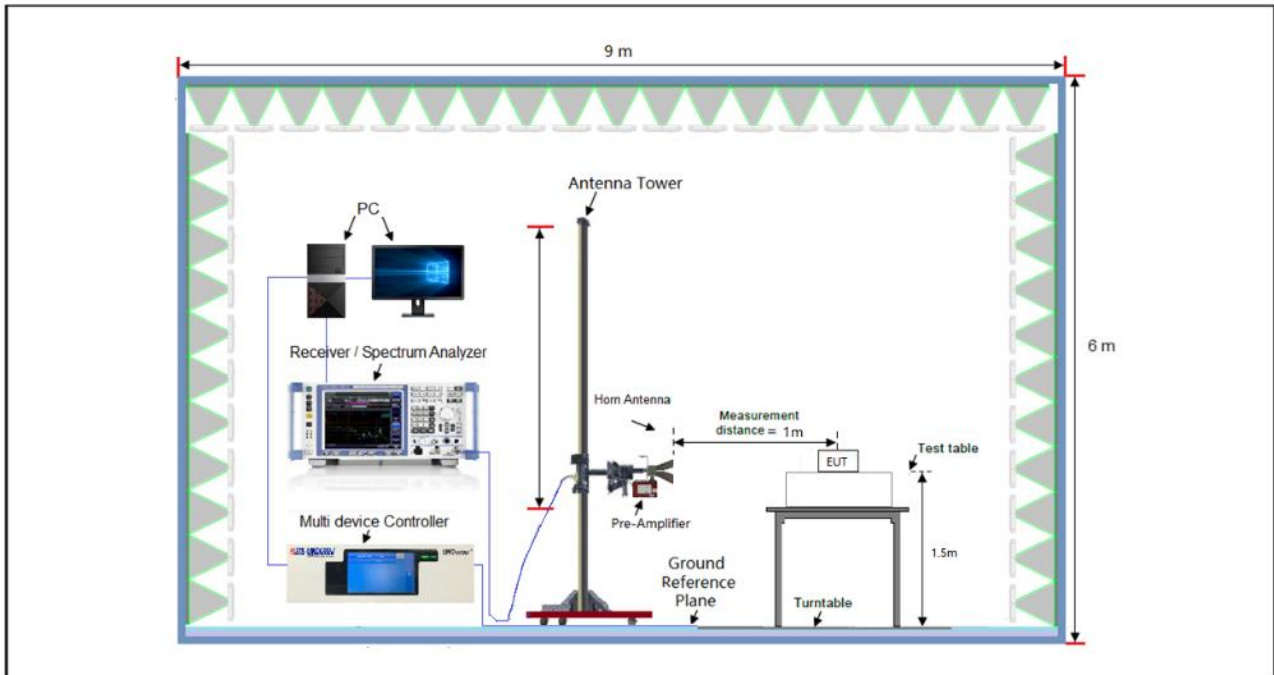 9 m
Antenna Tower
PC
Receiver / Spectrum Analyzer
6 m
Horn Antenna
Measurement
distance = 1m
EUT
Test table
Pre-Amplifier
Multi device Controller
1.5m
Ground
Reference
Plane
Turntable